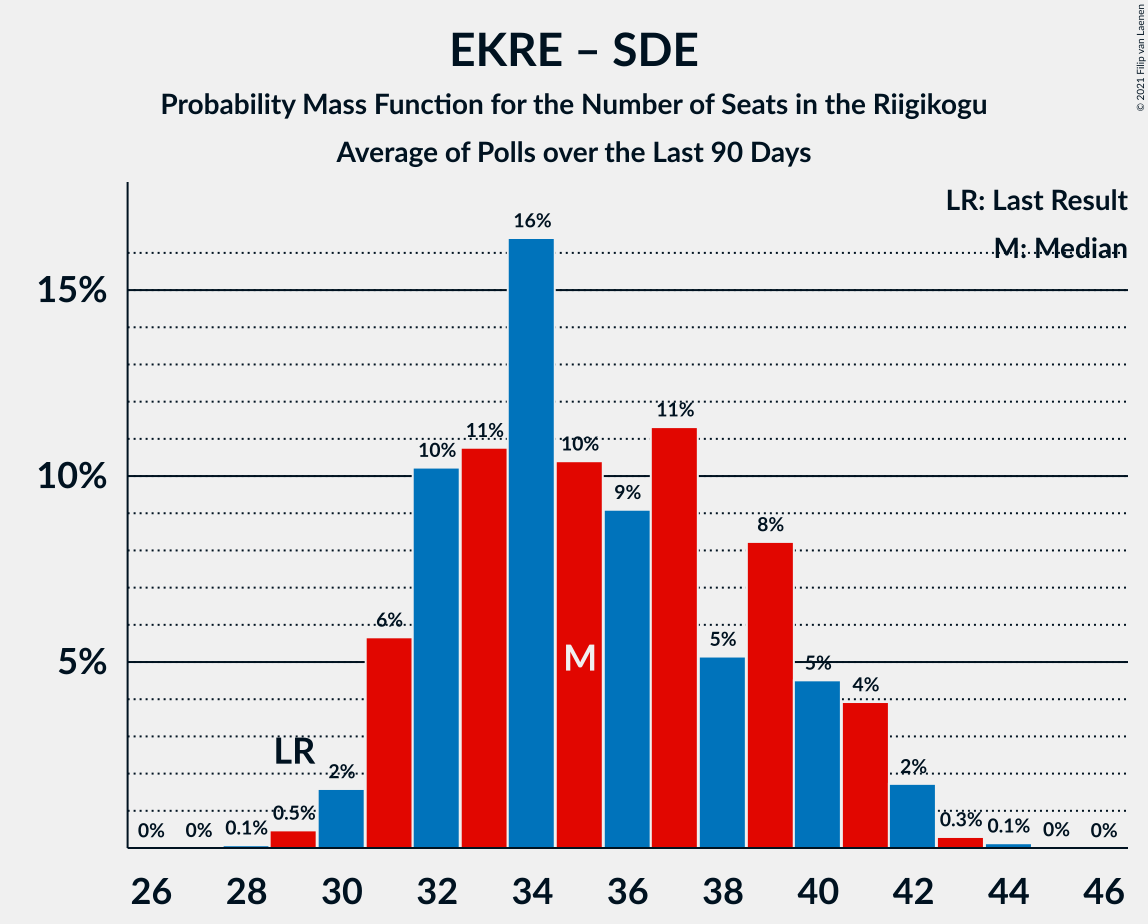 EKRE – SDE
Probability Mass Function for the Number of Seats in the Riigikogu
Average of Polls over the Last 90 Days
© 2021 Filip van Laenen
LR: Last Result
M: Median
15%
10%
5%
0% 0% 0.1% 0.5% 2% 6% 10% 11% 16% 10% 9% 11% 5% 8% 5% 4% 2% 0.3% 0.1% 0% 0%
LR
M
26 28 30 32 34 36 38 40 42 44 46